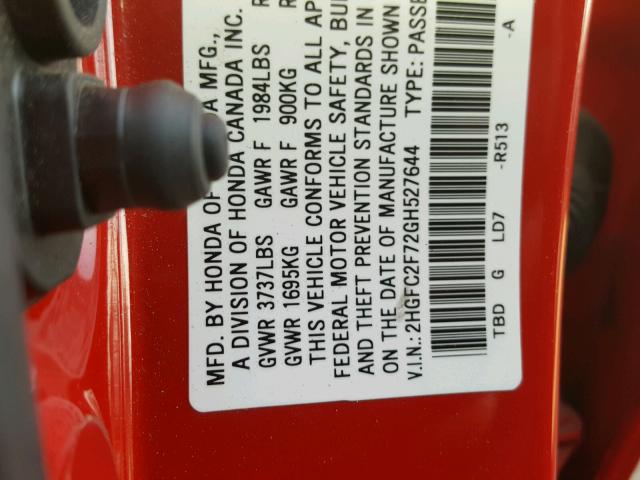 MFD. BY HONDA OF A MFG.,
A DIVISION OF HONDA CANADA INC.
GVWR 3737LBS GAWR F 1984LBS R
GVWR 1695KG GAWR F 900KG R
THIS VEHICLE CONFORMS TO ALL AP
FEDERAL MOTOR VEHICLE SAFETY, BU
AND THEFT PREVENTION STANDARDS IN
ON THE DATE OF MANUFACTURE SHOWN
V.I.N.:2HGFC2F72GH527644 TYPE: PASSE
TBD G LD7 -R513 -A